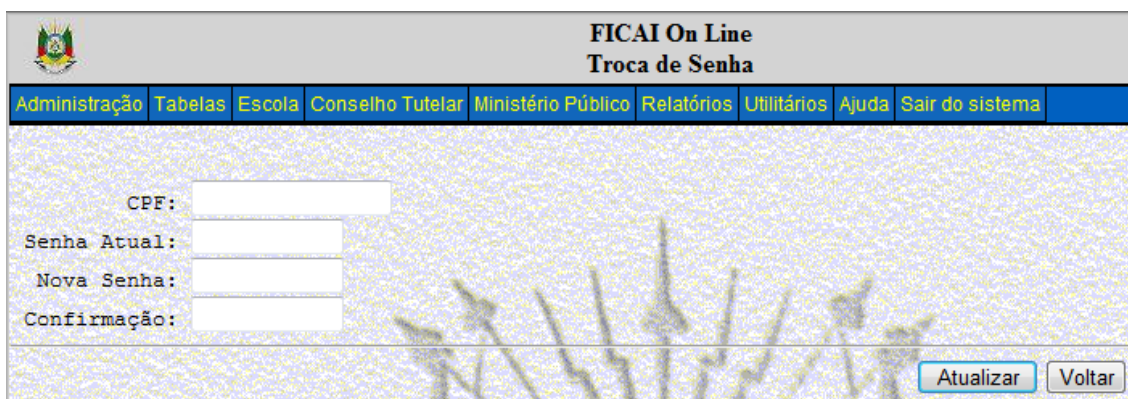 FICAI On Line
Troca de Senha
Administração Tabelas Escola Conselho Tutelar Ministério Público Relatórios Utilitários Ajuda Sair do sistema
CPF:
Senha Atual:
Nova Senha:
Confirmação:
Atualizar Voltar